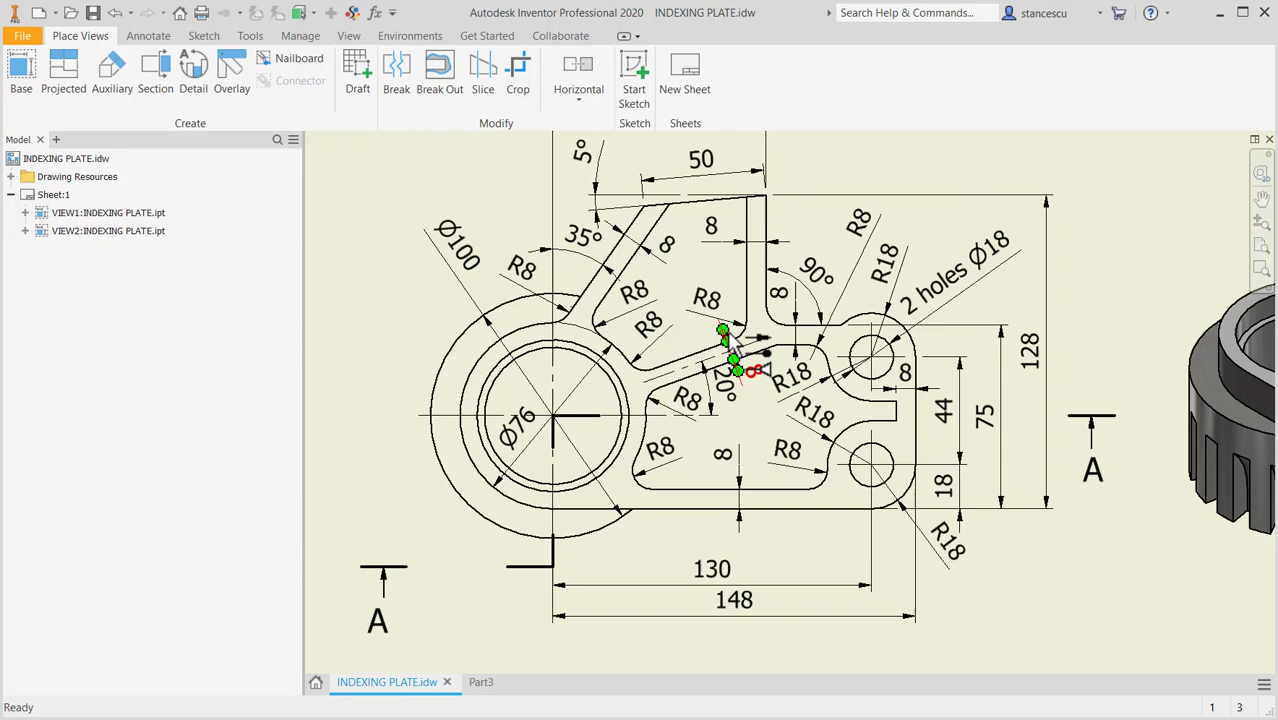 PRO
Autodesk Inventor Professional 2020 INDEXING PLATE.idw
Search Help & Commands...
stancescu
File Place Views Annotate Sketch Tools Manage View Environments Get Started Collaborate
Base Projected Auxiliary Section Detail Overlay
Nailboard
Connector
Draft
Break Break Out Slice Crop
Horizontal
Start Sketch
New Sheet
Create Modify Sketch Sheets
Model
INDEXING PLATE.idw
Drawing Resources
Sheet:1
VIEW1:INDEXING PLATE.ipt
VIEW2:INDEXING PLATE.ipt
5°
50
Ø100
35°
8
8
R8
R8
R8
R8
90°
8
R8
R18
2 holes Ø18
128
20°
8
R18
8
Ø76
R8
R18
44
75
R8
8
R8
18
R18
A
A
130
148
INDEXING PLATE.idw
Part3
Ready
1
3